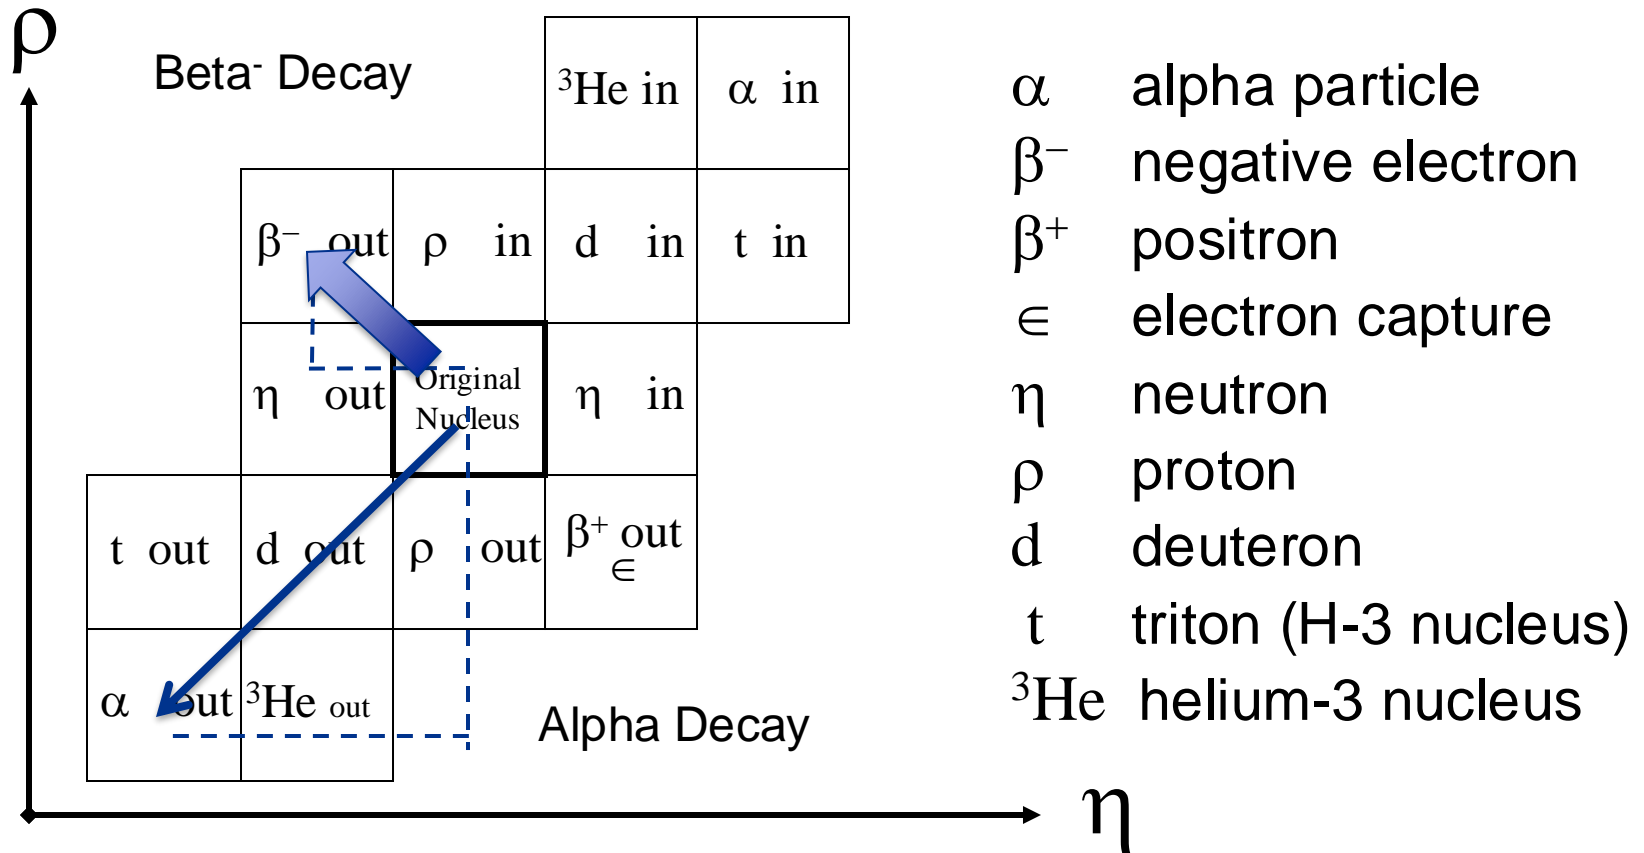 ρ
Beta⁻ Decay
³He in α in
β⁻ out ρ in d in t in
η out Original Nucleus η in
t out d out ρ out β⁺ out
∈
α out ³He out
Alpha Decay
η
α alpha particle
β⁻ negative electron
β⁺ positron
∈ electron capture
η neutron
ρ proton
d deuteron
t triton (H-3 nucleus)
³He helium-3 nucleus